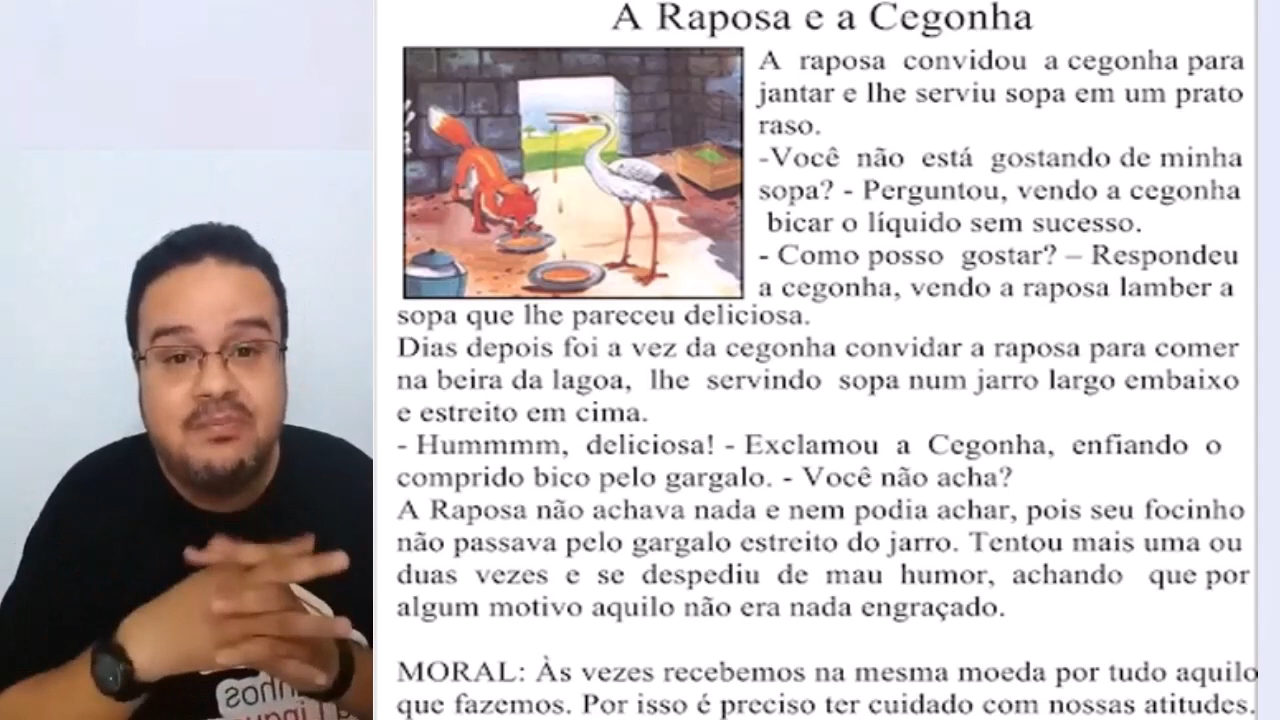 A Raposa e a Cegonha
A raposa convidou a cegonha para
jantar e lhe serviu sopa em um prato
raso.
-Você não está gostando de minha
sopa? - Perguntou, vendo a cegonha
bicar o líquido sem sucesso.
- Como posso gostar? – Respondeu
a cegonha, vendo a raposa lamber a
sopa que lhe pareceu deliciosa.
Dias depois foi a vez da cegonha convidar a raposa para comer
na beira da lagoa, lhe servindo sopa num jarro largo embaixo
e estreito em cima.
- Hummmm, deliciosa! - Exclamou a Cegonha, enfiando o
comprido bico pelo gargalo. - Você não acha?
A Raposa não achava nada e nem podia achar, pois seu focinho
não passava pelo gargalo estreito do jarro. Tentou mais uma ou
duas vezes e se despediu de mau humor, achando que por
algum motivo aquilo não era nada engraçado.
MORAL: Às vezes recebemos na mesma moeda por tudo aquilo
que fazemos. Por isso é preciso ter cuidado com nossas atitudes.